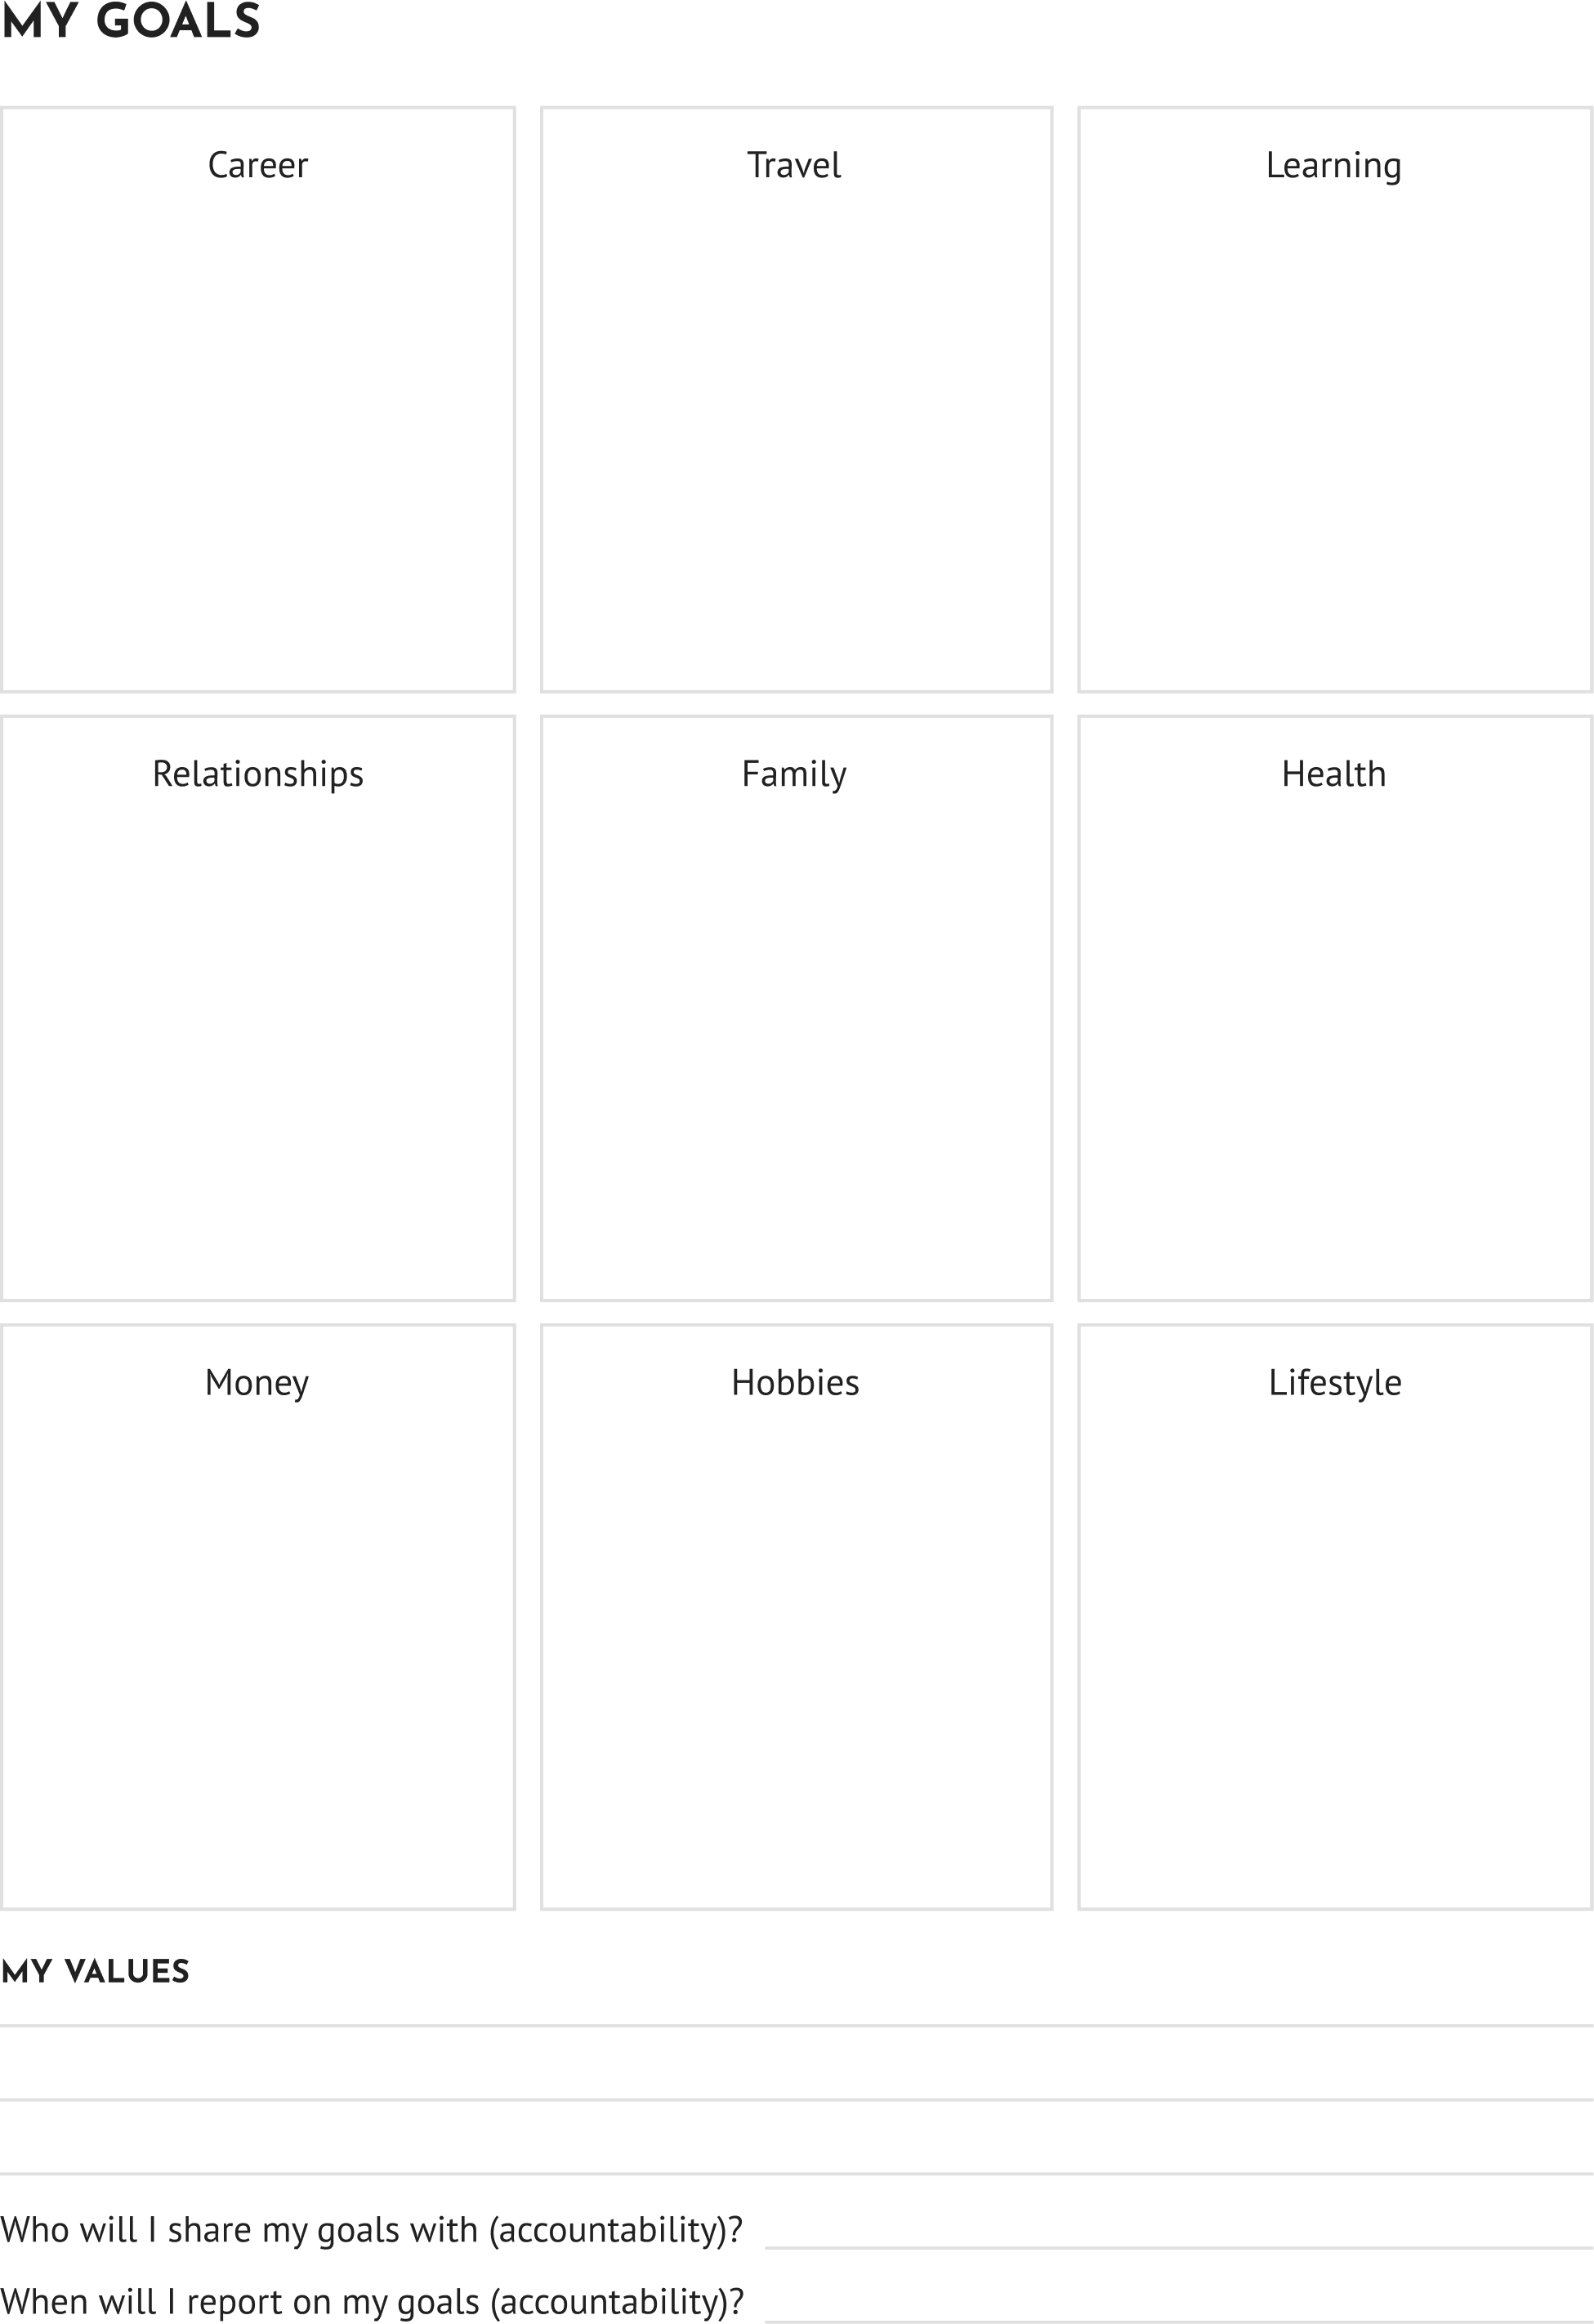 MY GOALS
Career
Travel
Learning
Relationships
Family
Health
Money
Hobbies
Lifestyle
MY VALUES
Who will I share my goals with (accountability)?
When will I report on my goals (accountability)?